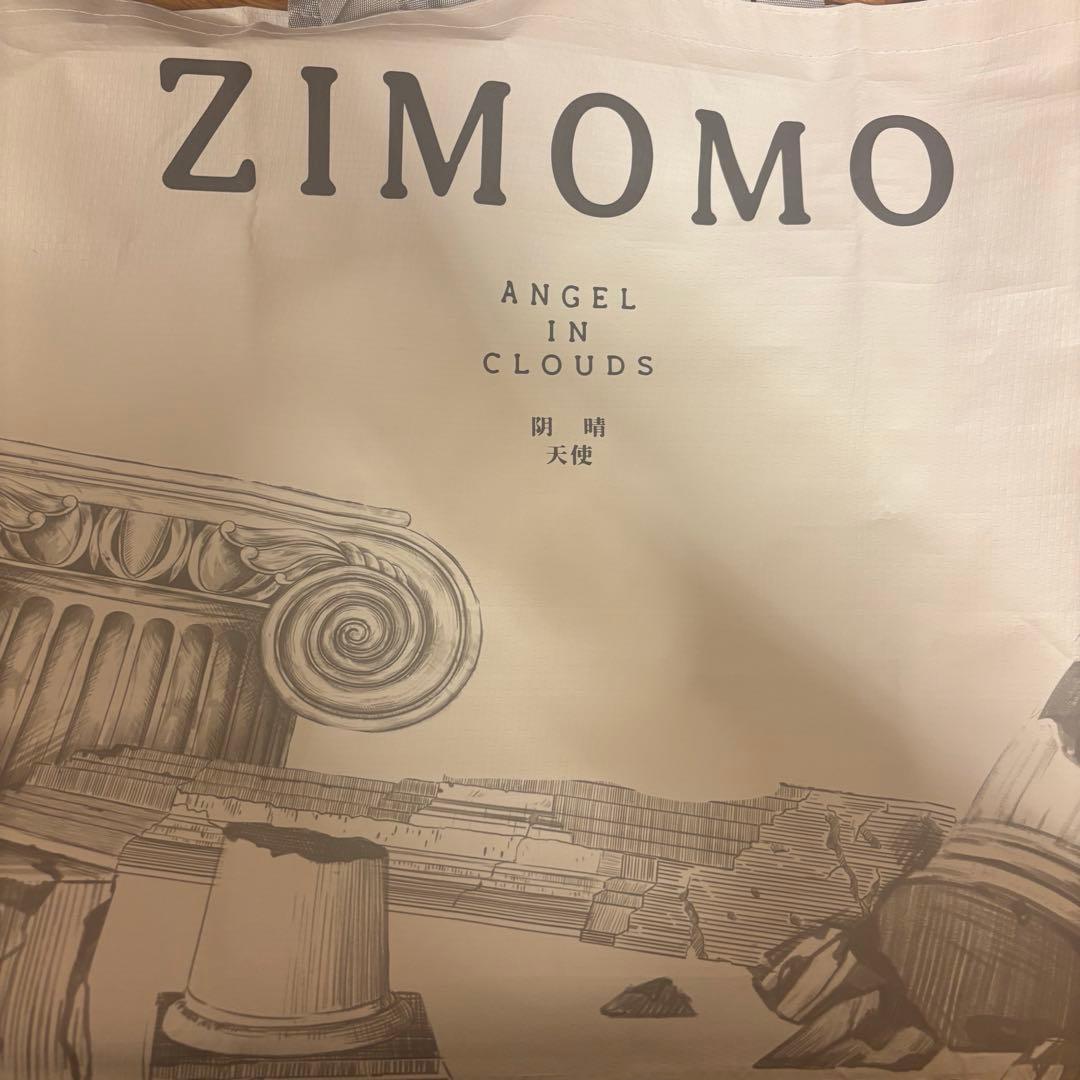 ZIMOMO
ANGEL
IN
CLOUDS
阴 晴
天使